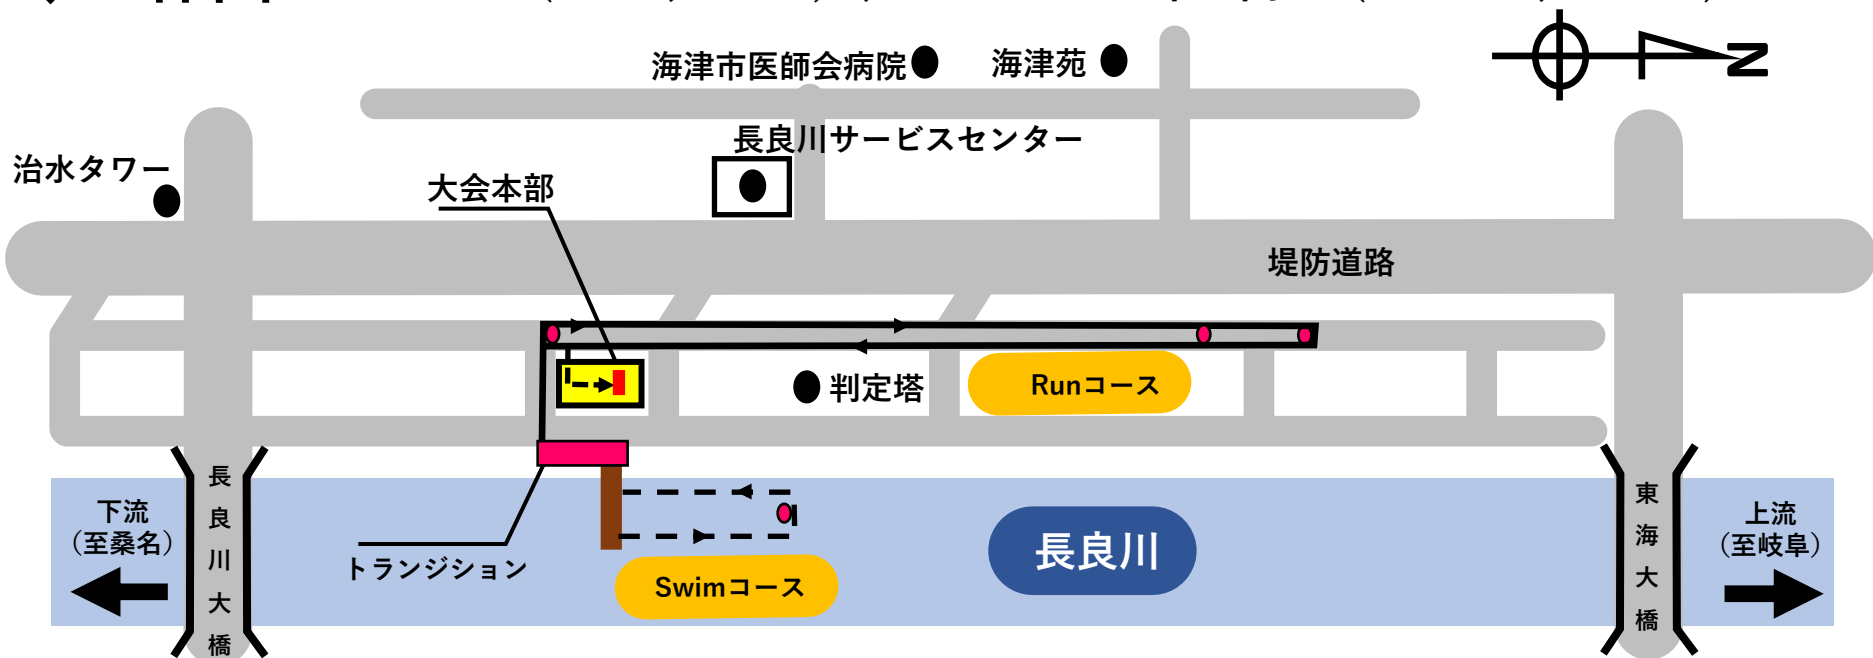 海津市医師会病院
海津苑
N
長良川サービスセンター
治水タワー
大会本部
堤防道路
判定塔
Runコース
長良川大橋
下流
(至桑名)
トランジション
Swimコース
長良川
東海大橋
上流
(至岐阜)